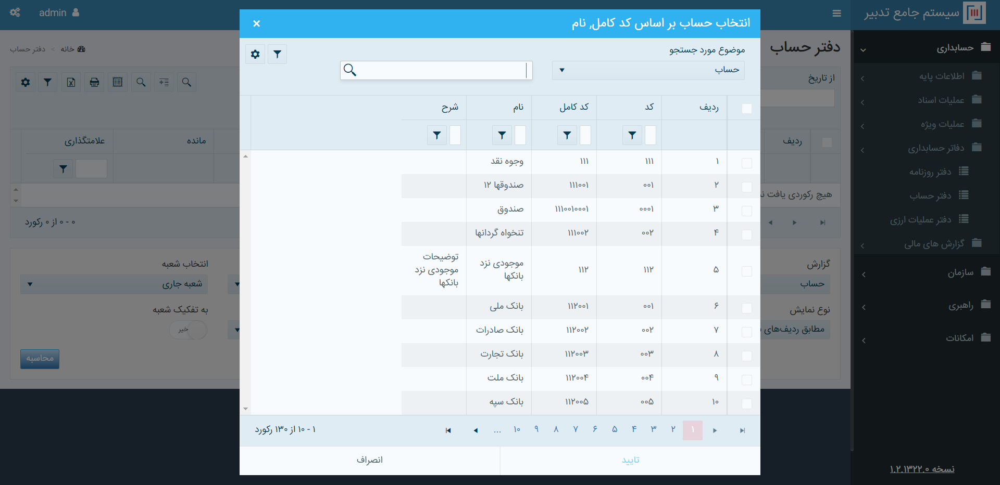 سیستم جامع تدبیر
admin
انتخاب حساب بر اساس کد کامل, نام
موضوع مورد جستجو
حساب
ردیف
کد
کد کامل
نام
شرح
۱ ۱۱۱ ۱۱۱ وجوه نقد
۲ ۰۰۱ ۱۱۱۰۰۱ صندوقها ۱۲
۳ ۰۰۰۱ ۱۱۱۰۰۱۰۰۰۱ صندوق
۴ ۰۰۲ ۱۱۱۰۰۲ تنخواه گردانها
۵ ۱۱۲ ۱۱۲ موجودی نزد بانکها توضیحات موجودی نزد بانکها
۶ ۰۰۱ ۱۱۲۰۰۱ بانک ملی
۷ ۰۰۲ ۱۱۲۰۰۲ بانک صادرات
۸ ۰۰۳ ۱۱۲۰۰۳ بانک تجارت
۹ ۰۰۴ ۱۱۲۰۰۴ بانک ملت
۱۰ ۰۰۵ ۱۱۲۰۰۵ بانک سپه
۱ ۲ ۳ ۴ ۵ ۶ ۷ ۸ ۹ ۱۰ ...
۱ - ۱۰ از ۱۳۰ رکورد
تایید
انصراف
حسابداری
اطلاعات پایه
عملیات اسناد
عملیات ویژه
دفاتر حسابداری
دفتر روزنامه
دفتر حساب
دفتر عملیات ارزی
گزارش های مالی
سازمان
راهبری
امکانات
نسخه ۱.۲.۱۳۲۲.۰
دفتر حساب
خانه > دفتر حساب
از تاریخ
ردیف
مانده
علامتگذاری
هیچ رکوردی یافت
۰ - ۰ از ۰ رکورد
گزارش
حساب
نوع نمایش
مطابق ردیف‌های
انتخاب شعبه
شعبه جاری
به تفکیک شعبه
خیر
محاسبه